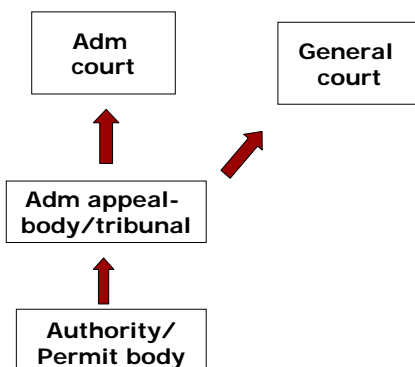 Adm
court
General
court
Adm appeal-
body/tribunal
Authority/
Permit body